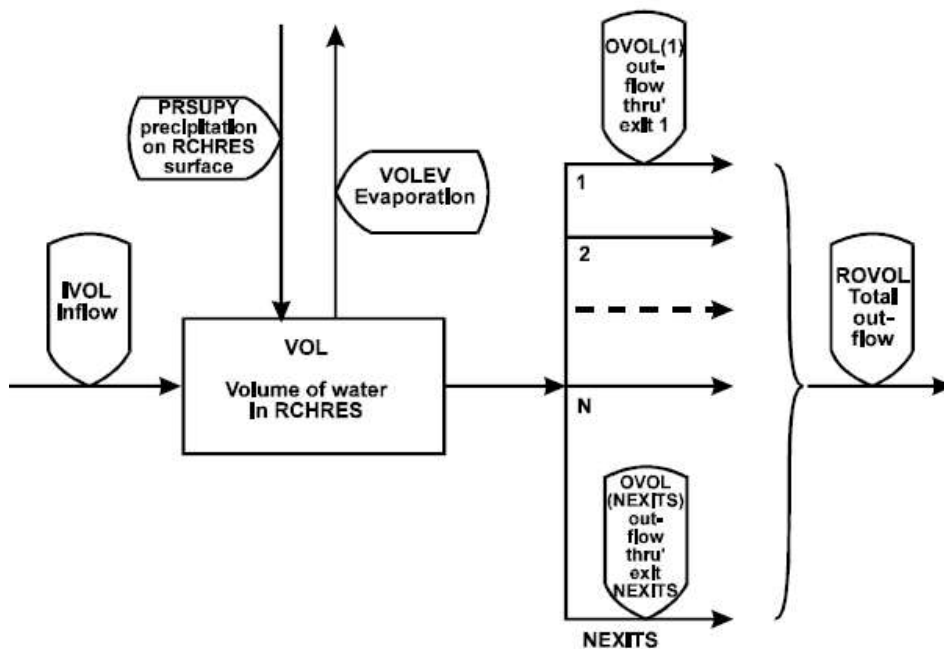 PRSUPY
precipitation
on RCHRES
surface
VOLEV
Evaporation
IVOL
Inflow
VOL
Volume of water
in RCHRES
OVOL(1)
out-
flow
thru'
exit 1
1
2
N
OVOL
(NEXITS)
out-
flow
thru'
exit
NEXITS
NEXITS
ROVOL
Total
out-
flow